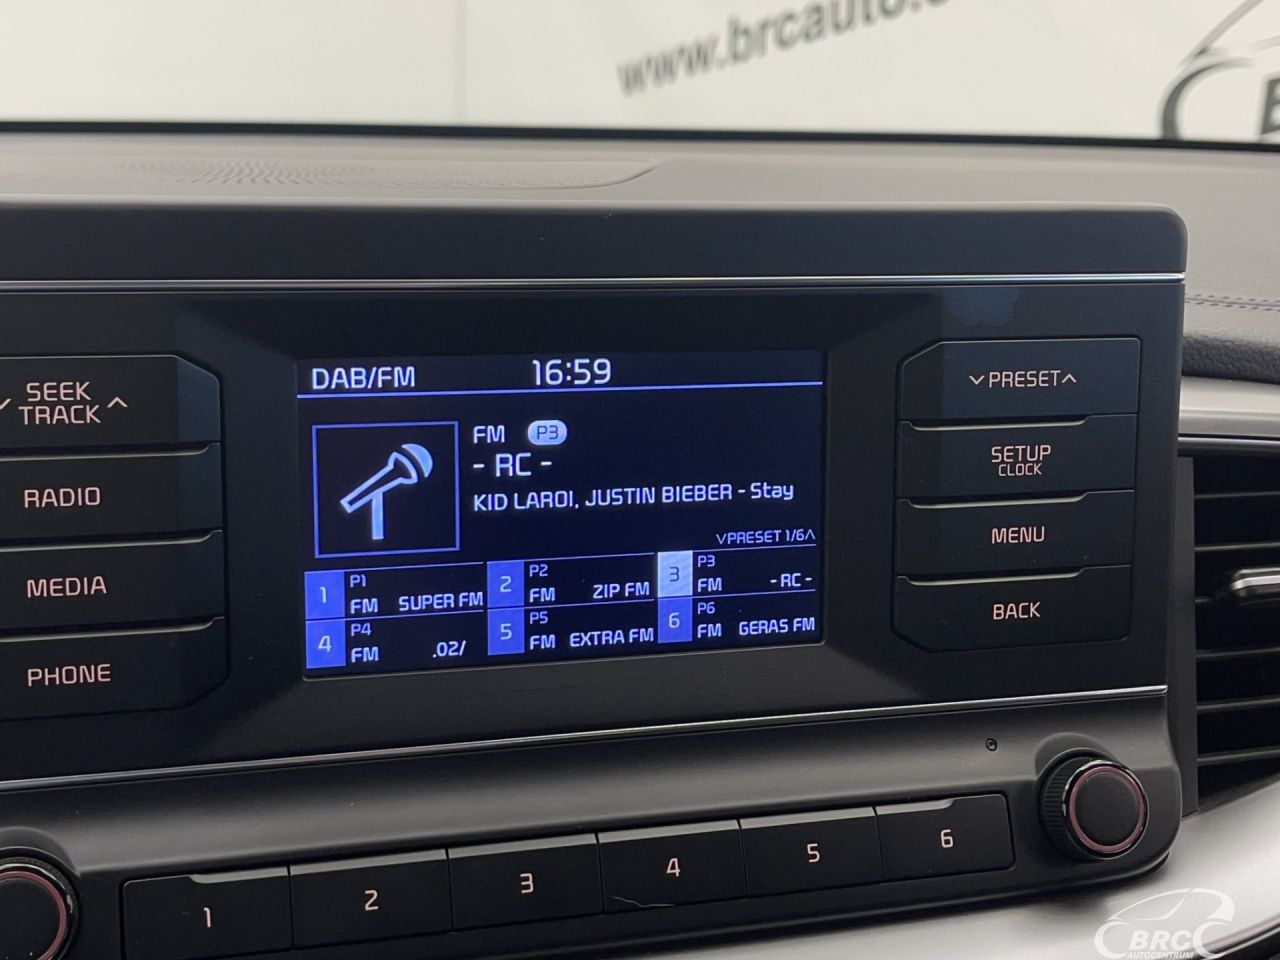 www.brcauto.
SEEK
TRACK
RADIO
MEDIA
PHONE
DAB/FM 16:59
FM P3
- RC -
KID LAROI, JUSTIN BIEBER - Stay
PRESET 1/6
1 P1 FM SUPER FM
2 P2 FM ZIP FM
3 P3 FM - RC -
4 P4 FM .02/
5 P5 FM EXTRA FM
6 P6 FM GERAS FM
PRESET
SETUP
CLOCK
MENU
BACK
1 2 3 4 5 6
BRC
AUTOCENTRUM